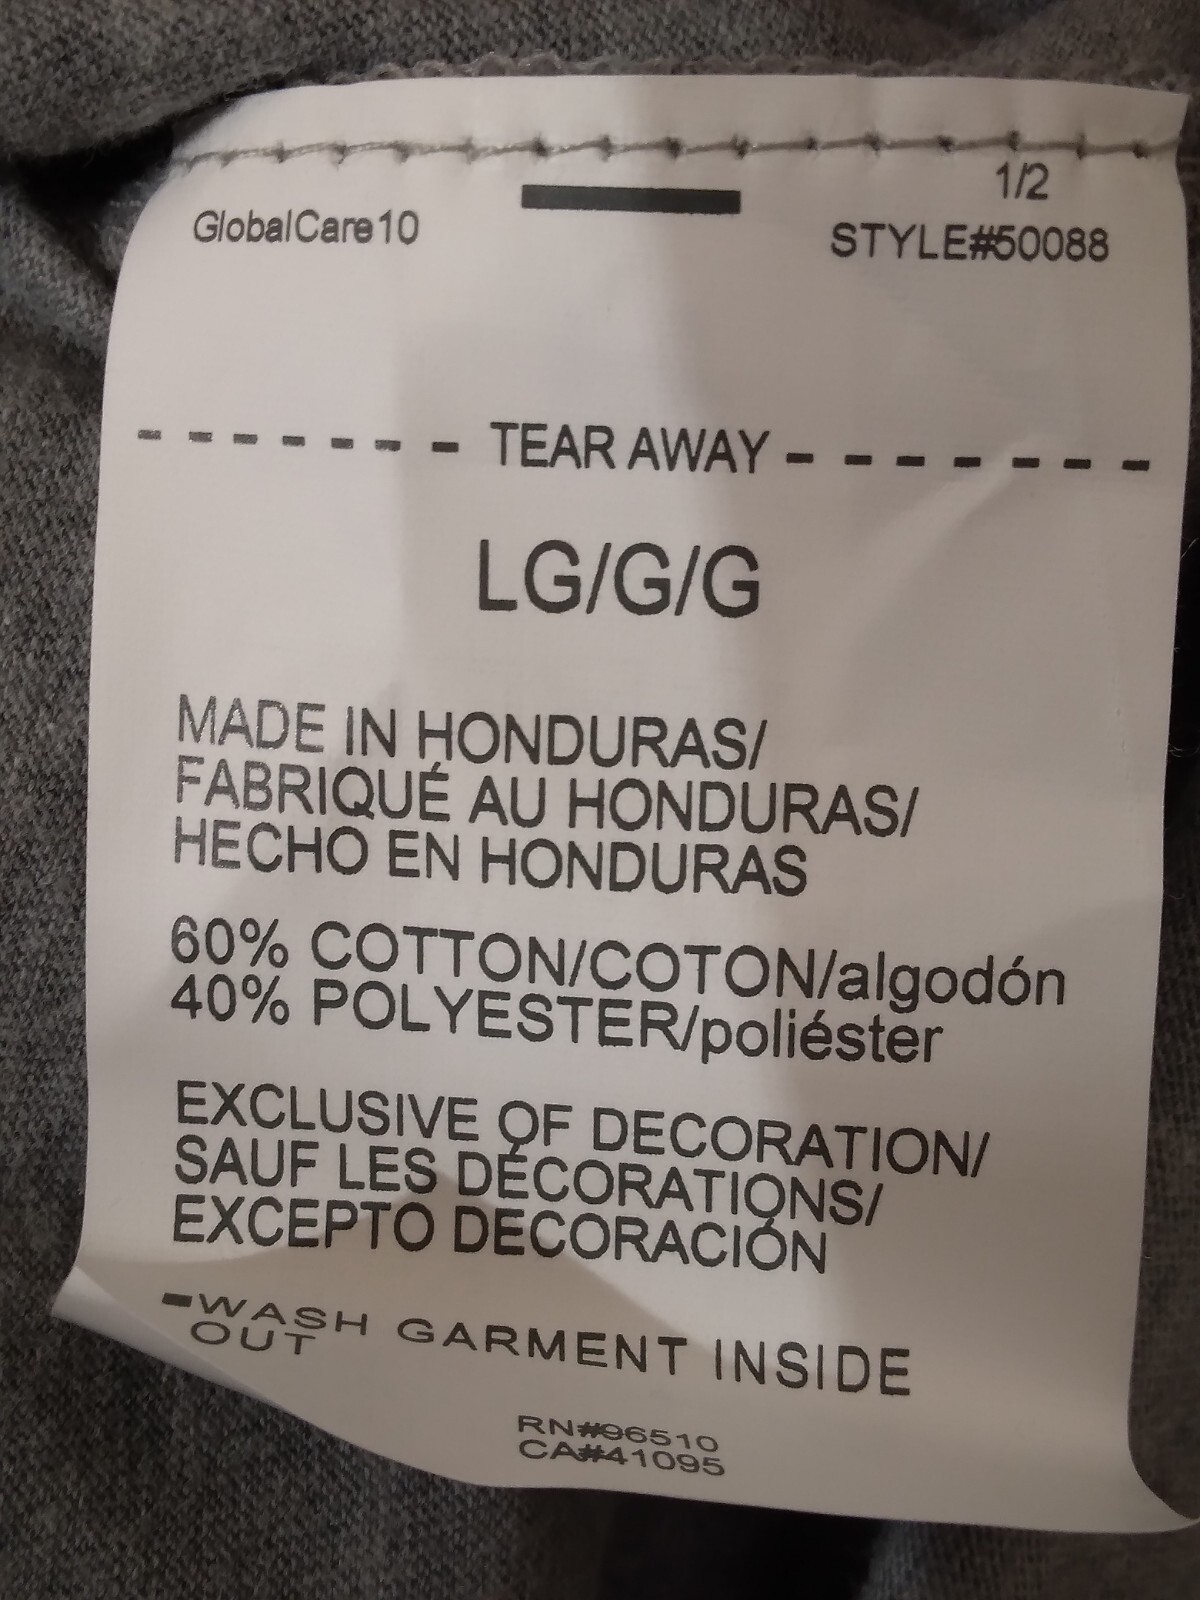 1/2
GlobalCare10
STYLE#50088
- - - - - - - TEAR AWAY - - - - - - -
LG/G/G
MADE IN HONDURAS/
FABRIQUÉ AU HONDURAS/
HECHO EN HONDURAS
60% COTTON/COTON/algodón
40% POLYESTER/poliéster
EXCLUSIVE OF DECORATION/
SAUF LES DÉCORATIONS/
EXCEPTO DECORACIÓN
-WASH GARMENT INSIDE
OUT
RN#96510
CA#41095